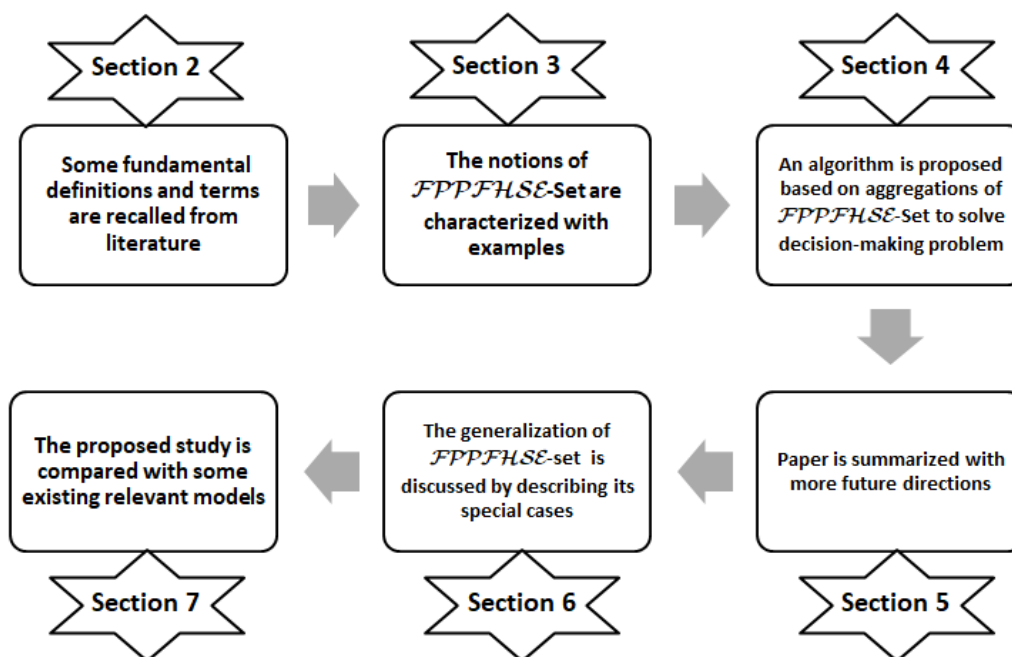 Section 2
Some fundamental
definitions and terms
are recalled from
literature
Section 3
The notions of
ℱ𝒫𝒫ℱℋ𝒮ℰ-Set are
characterized with
examples
Section 4
An algorithm is proposed
based on aggregations of
ℱ𝒫𝒫ℱℋ𝒮ℰ-Set to solve
decision-making problem
Paper is summarized with
more future directions
Section 5
The generalization of
ℱ𝒫𝒫ℱℋ𝒮ℰ-set is
discussed by describing its
special cases
Section 6
The proposed study is
compared with some
existing relevant models
Section 7